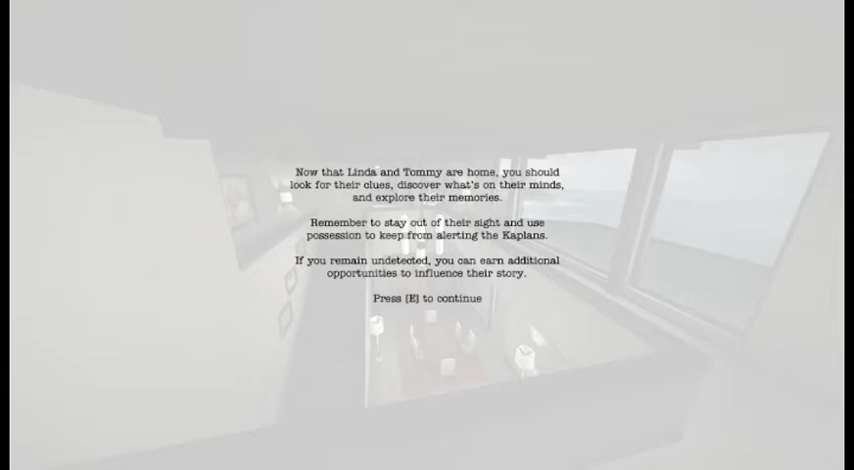 Now that Linda and Tommy are home, you should
look for their clues, discover what's on their minds,
and explore their memories.
Remember to stay out of their sight and use
possession to keep from alerting the Kaplans.
If you remain undetected, you can earn additional
opportunities to influence their story.
Press [E] to continue